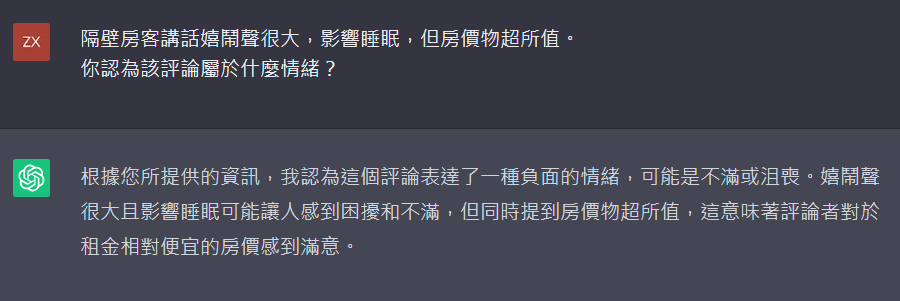 ZX
隔壁房客講話嬉鬧聲很大，影響睡眠，但房價物超所值。
你認為該評論屬於什麼情緒？
根據您所提供的資訊，我認為這個評論表達了一種負面的情緒，可能是不滿或沮喪。嬉鬧聲
很大且影響睡眠可能讓人感到困擾和不滿，但同時提到房價物超所值，這意味著評論者對於
租金相對便宜的房價感到滿意。